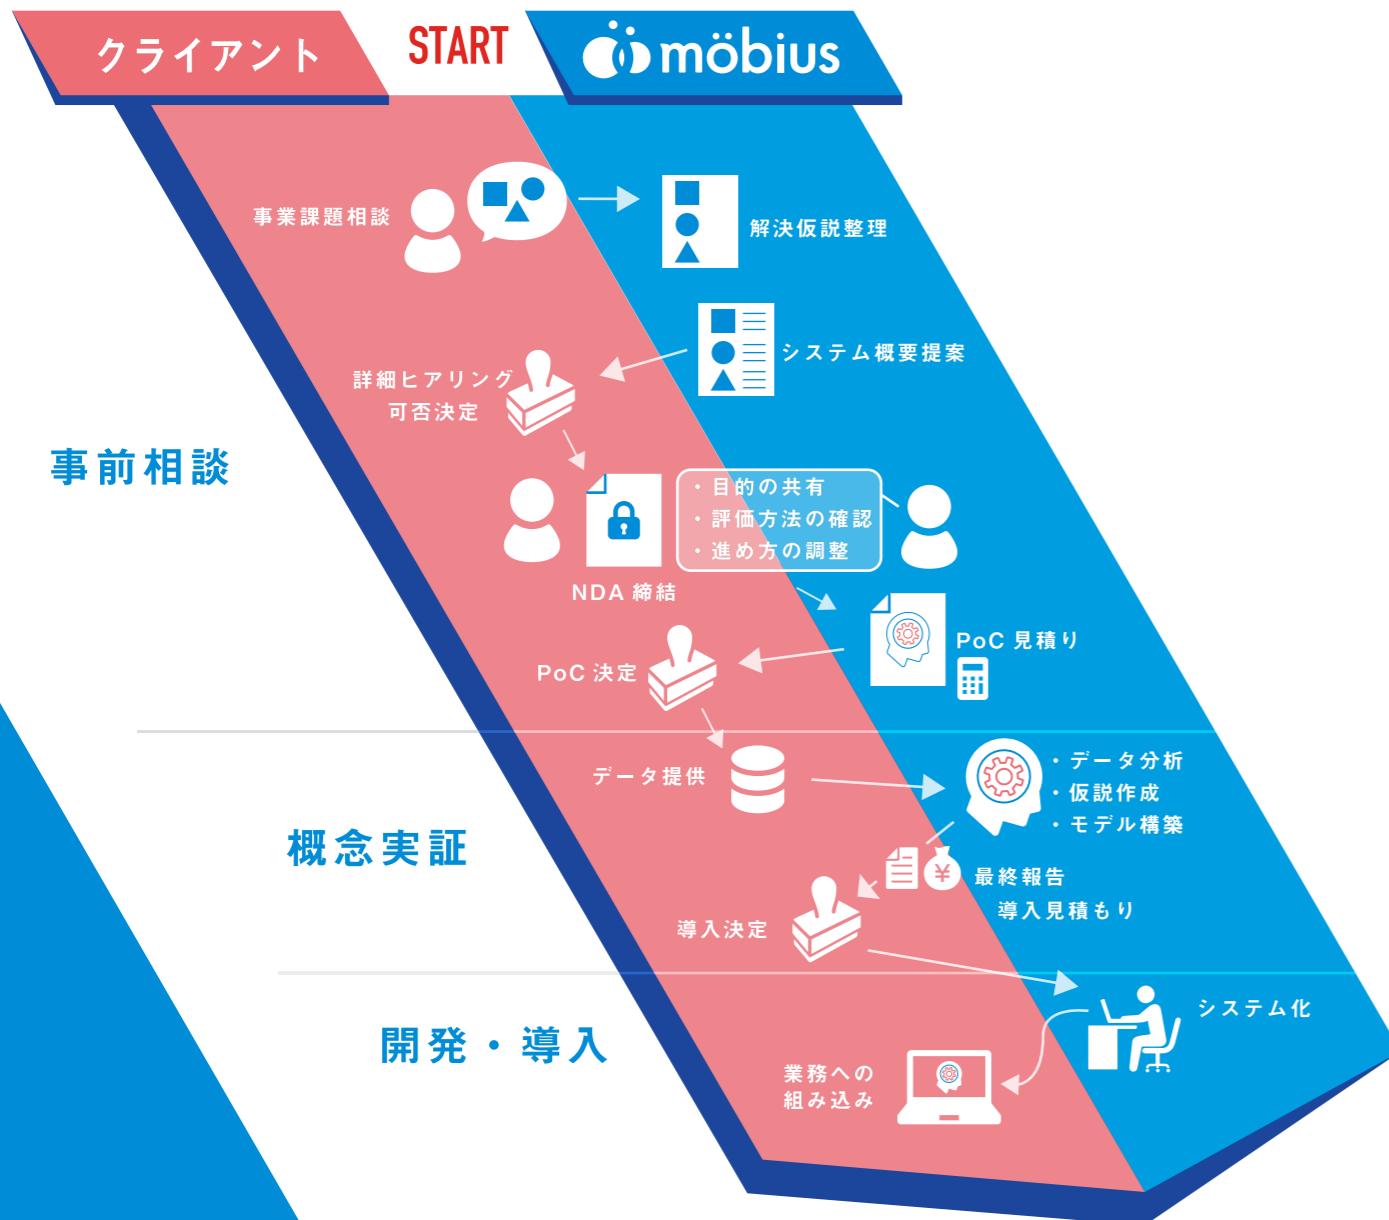 クライアント
START
möbius
事業課題相談
解決仮説整理
システム概要提案
詳細ヒアリング
可否決定
事前相談
・目的の共有
・評価方法の確認
・進め方の調整
NDA 締結
PoC 見積り
PoC 決定
データ提供
・データ分析
・仮説作成
・モデル構築
概念実証
¥
最終報告
導入見積もり
導入決定
システム化
開発・導入
業務への
組み込み